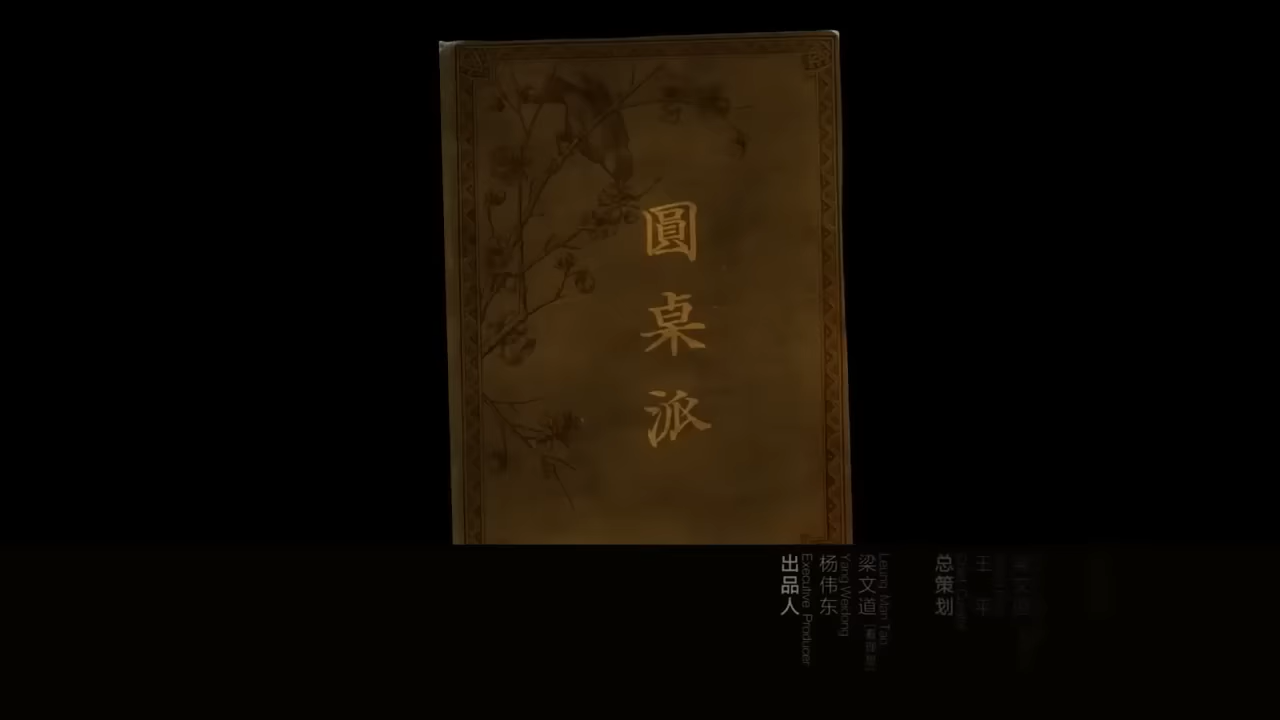 圓桌派
出品人
Executive Producer
杨伟东
Yang Weidong
梁文道
Leung Man Tao
总策划